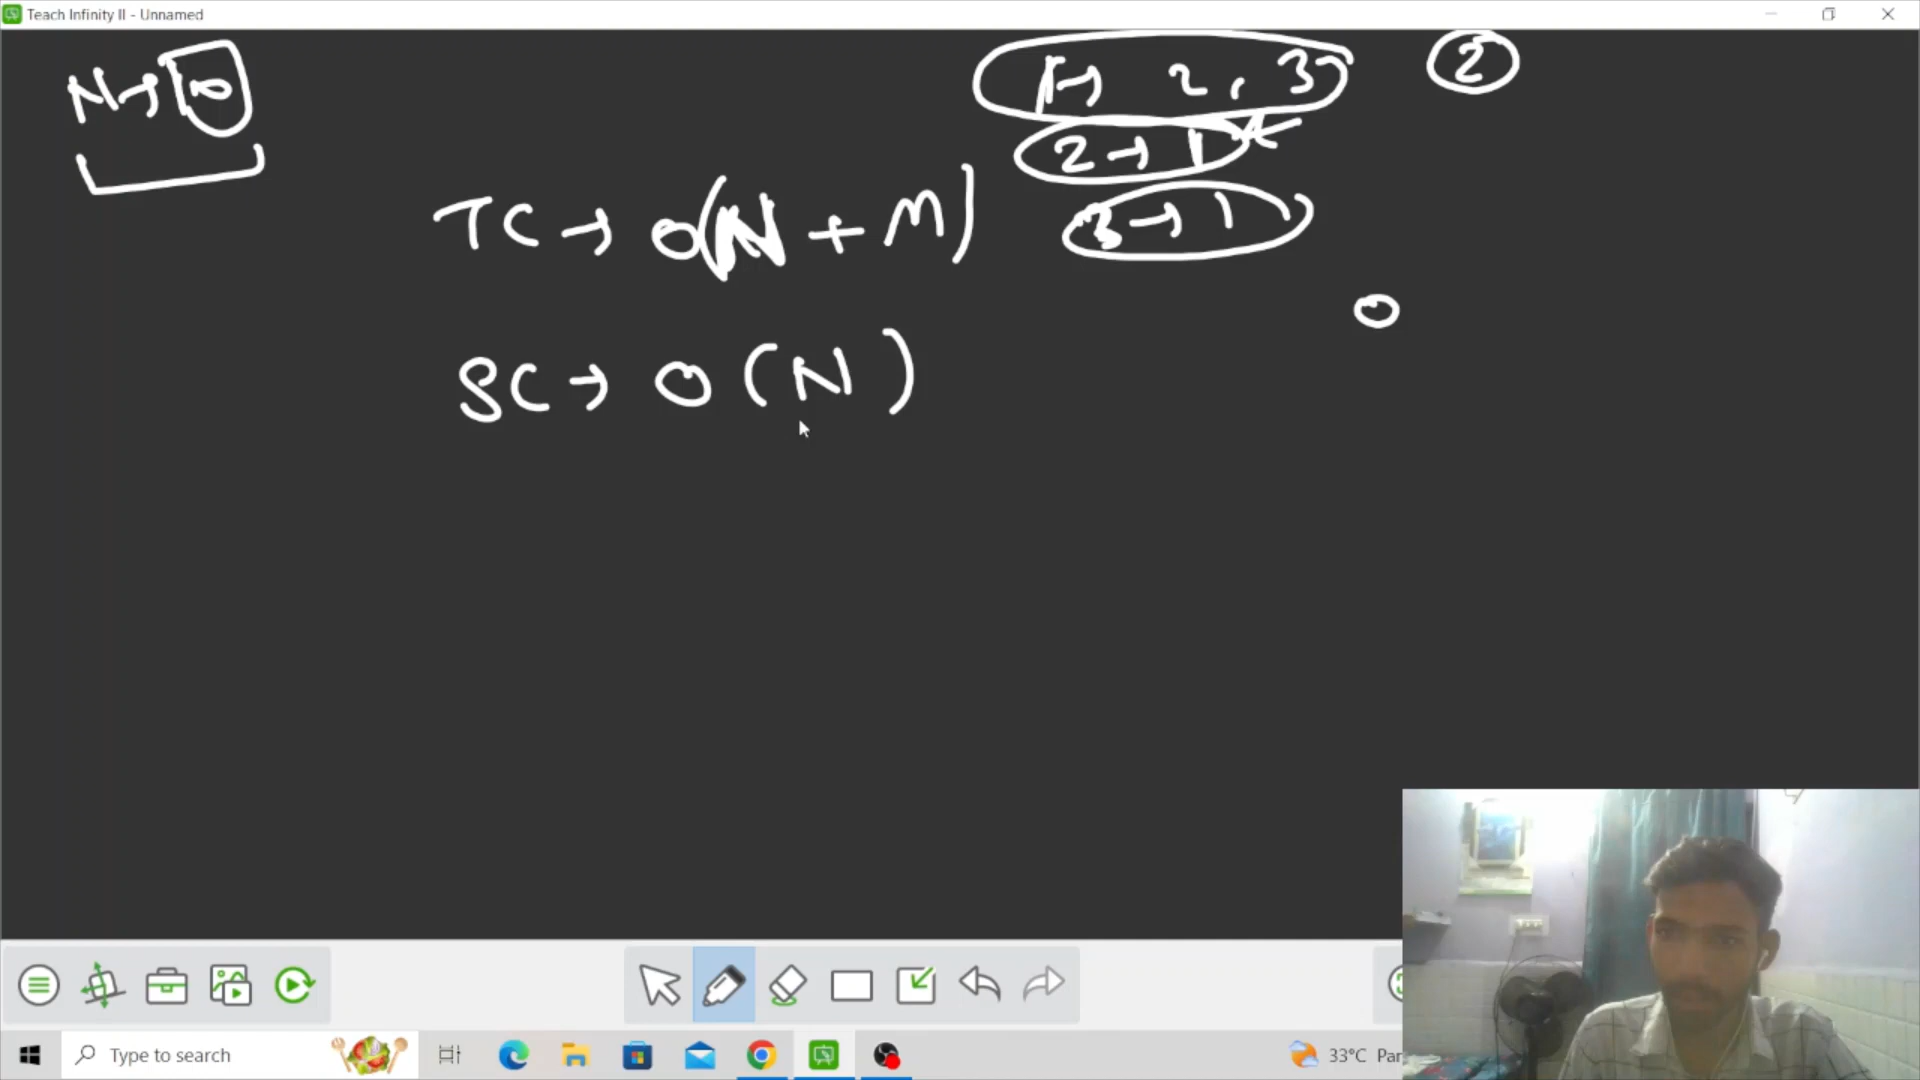 Teach Infinity II - Unnamed
N→
1→ 2, 3
2
2→ 1
TC→ O(N+M)
3→ 1
0
SC→ O(N)
Type to search
33°C